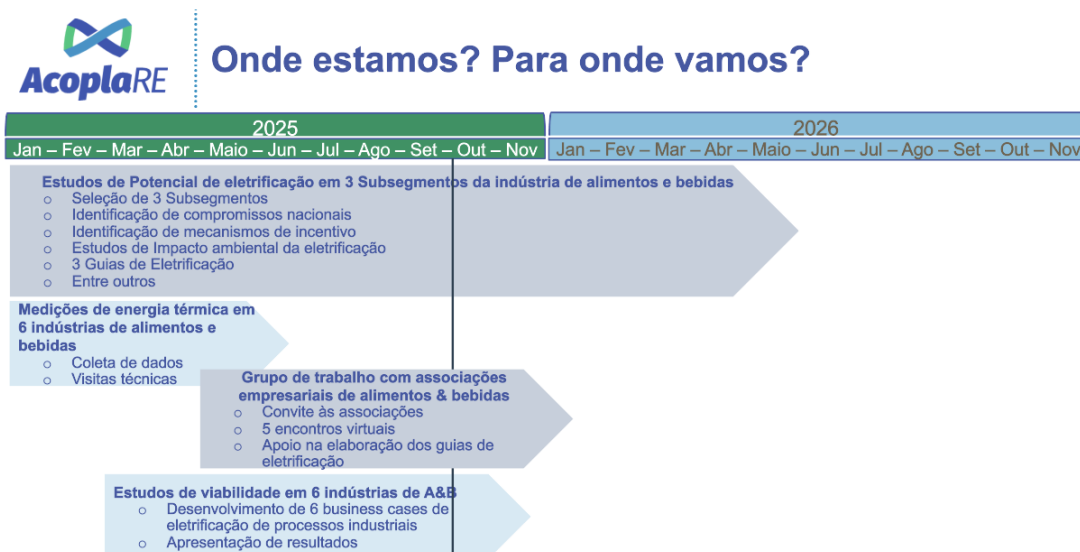 AcoplaRE
Onde estamos? Para onde vamos?
2025
2026
Jan – Fev – Mar – Abr – Maio – Jun – Jul – Ago – Set – Out – Nov
Jan – Fev – Mar – Abr – Maio – Jun – Jul – Ago – Set – Out – Nov
Estudos de Potencial de eletrificação em 3 Subsegmentos da indústria de alimentos e bebidas
o Seleção de 3 Subsegmentos
o Identificação de compromissos nacionais
o Identificação de mecanismos de incentivo
o Estudos de Impacto ambiental da eletrificação
o 3 Guias de Eletrificação
o Entre outros
Medições de energia térmica em
6 indústrias de alimentos e
bebidas
o Coleta de dados
o Visitas técnicas
Grupo de trabalho com associações
empresariais de alimentos & bebidas
o Convite às associações
o 5 encontros virtuais
o Apoio na elaboração dos guias de
eletrificação
Estudos de viabilidade em 6 indústrias de A&B
o Desenvolvimento de 6 business cases de
eletrificação de processos industriais
o Apresentação de resultados